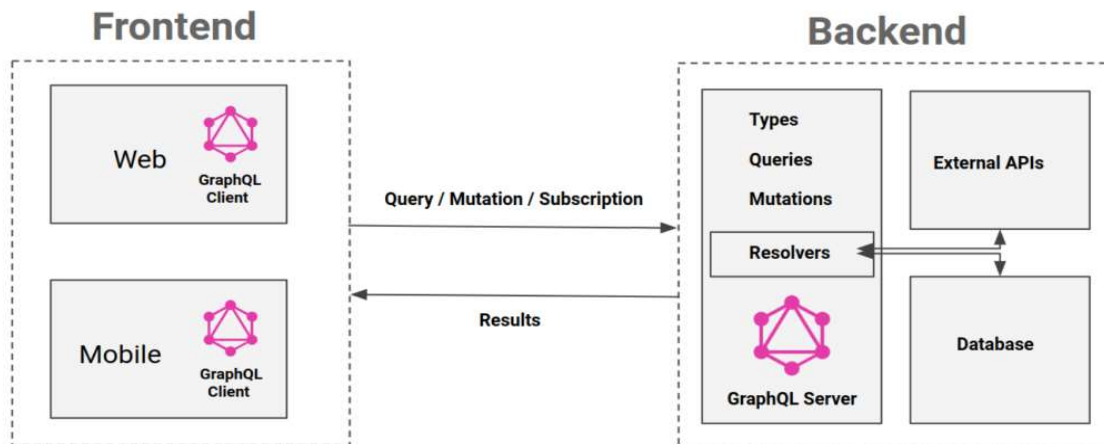 Frontend
Web
GraphQL
Client
Mobile
GraphQL
Client
Query / Mutation / Subscription
Results
Backend
Types
Queries
Mutations
Resolvers
GraphQL Server
External APIs
Database